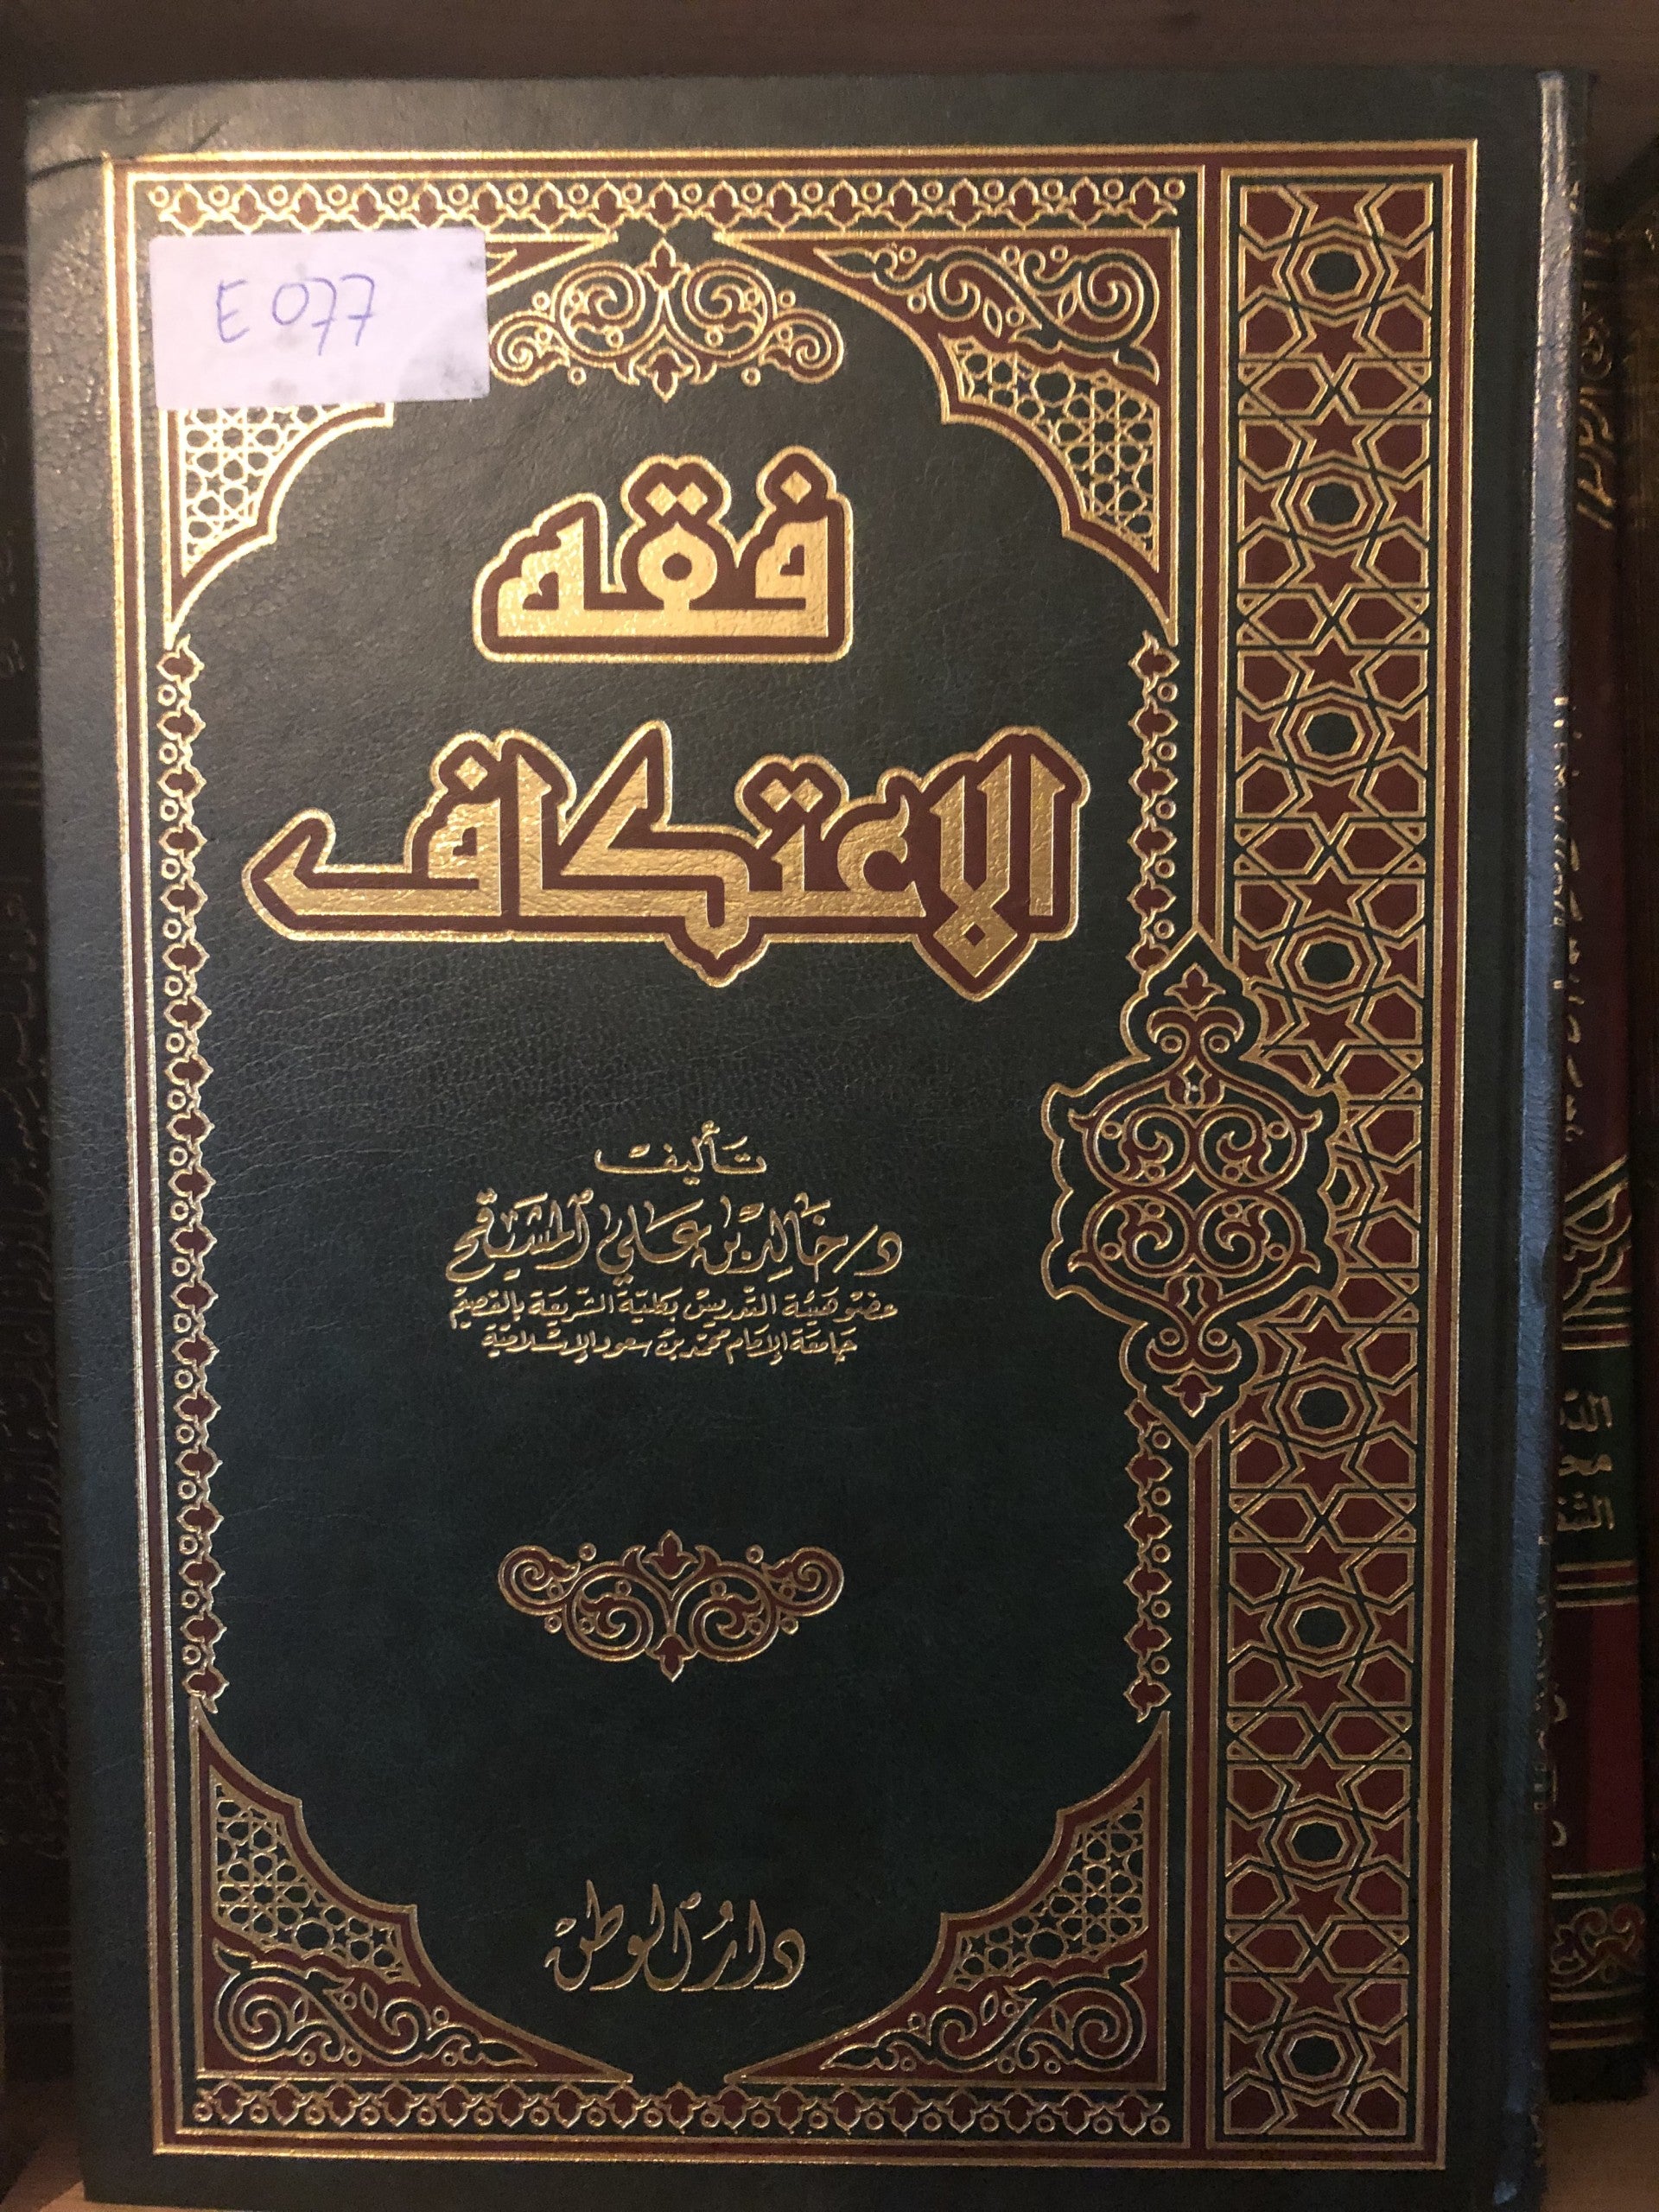 E 077
فقه
الاعتكاف
تأليف
د/ خالد بن علي المشيقح
عضو هيئة التدريس بكلية الشريعة بالقصيم
جامعة الإمام محمد بن سعود الإسلامية
دار الوطن